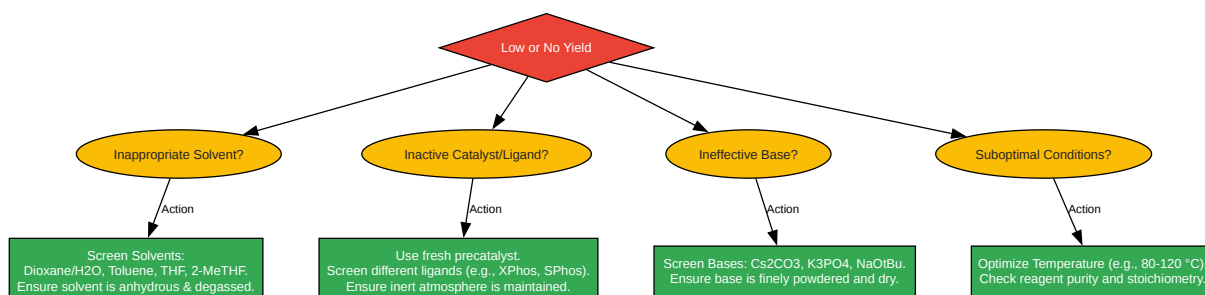 Low or No Yield
Inappropriate Solvent?
Inactive Catalyst/Ligand?
Ineffective Base?
Suboptimal Conditions?
Action
Action
Action
Action
Screen Solvents:
Dioxane/H2O, Toluene, THF, 2-MeTHF.
Ensure solvent is anhydrous & degassed.
Use fresh precatalyst.
Screen different ligands (e.g., XPhos, SPhos).
Ensure inert atmosphere is maintained.
Screen Bases: Cs2CO3, K3PO4, NaOtBu.
Ensure base is finely powdered and dry.
Optimize Temperature (e.g., 80-120 °C)
Check reagent purity and stoichiometry.